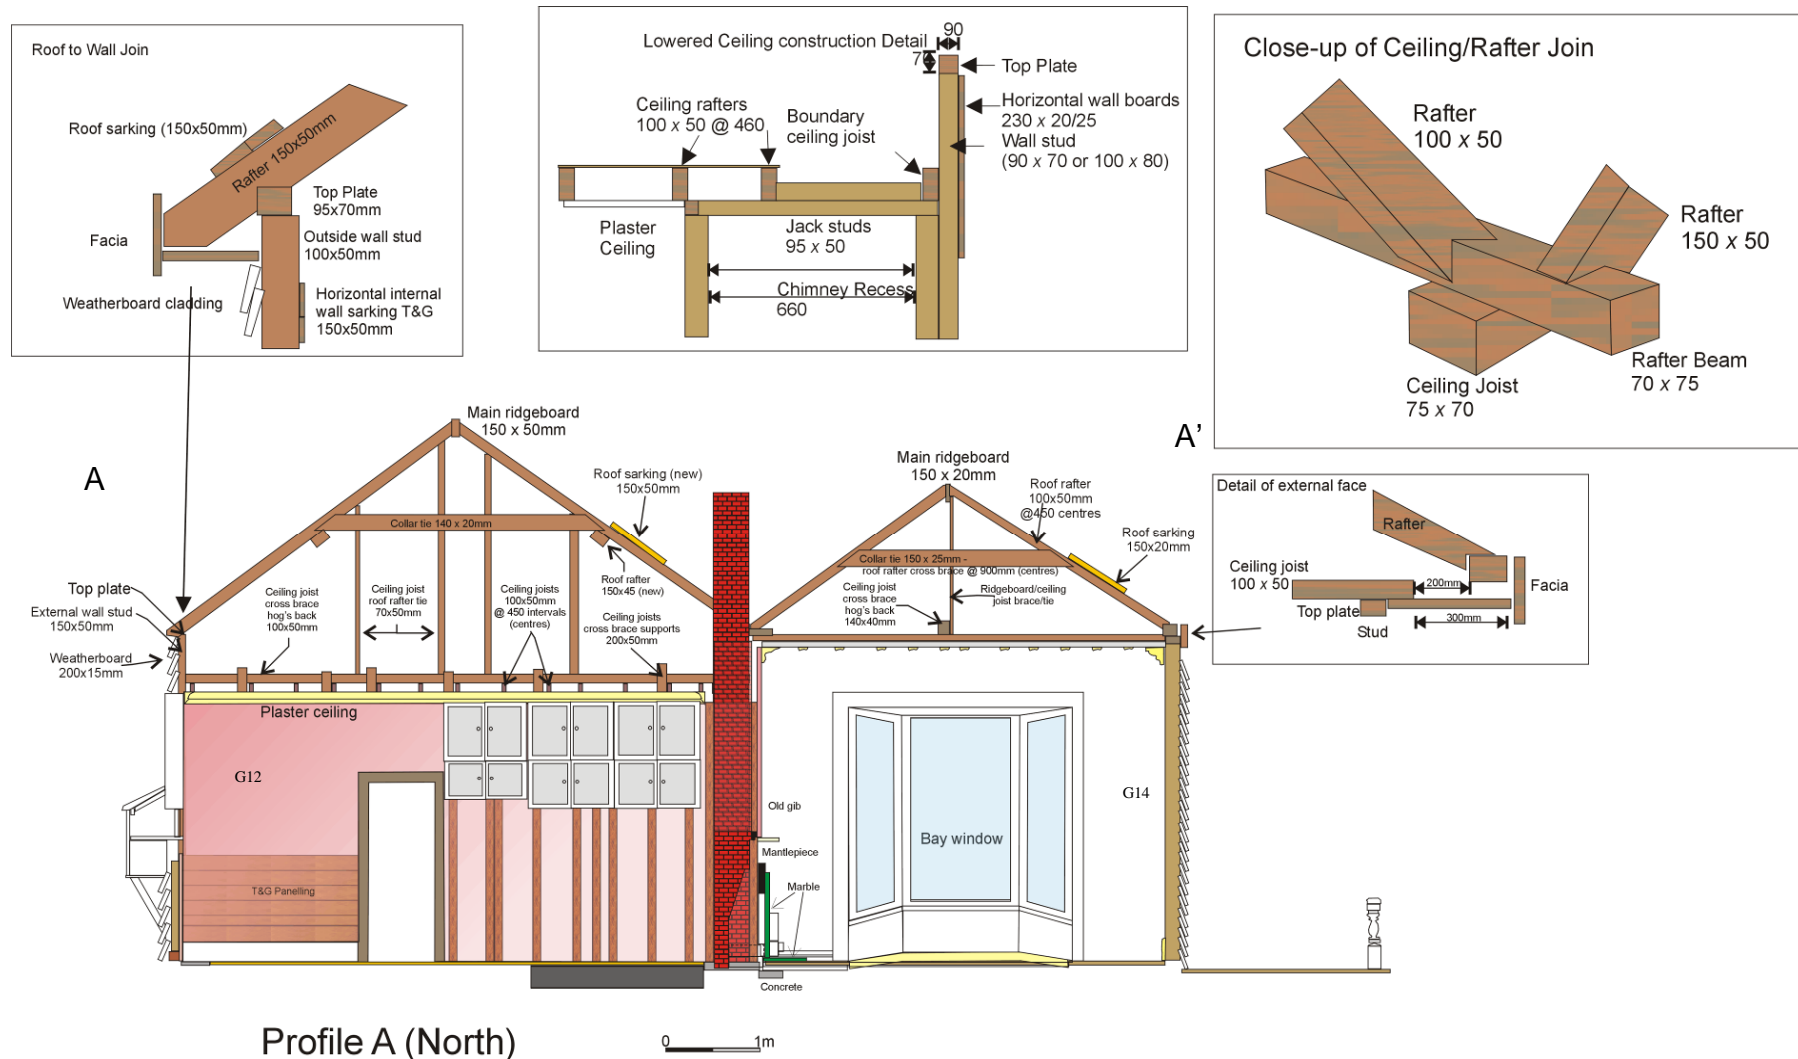 Roof to Wall Join
Roof sarking (150x50mm)
Rafter 150x50mm
Top Plate
95x70mm
Facia
Outside wall stud
100x50mm
Weatherboard cladding
Horizontal internal
wall sarking T&G
150x50mm
Lowered Ceiling construction Detail
90
7
Top Plate
Ceiling rafters
100 x 50 @ 460
Boundary
ceiling joist
Horizontal wall boards
230 x 20/25
Wall stud
(90 x 70 or 100 x 80)
Plaster
Ceiling
Jack studs
95 x 50
Chimney Recess
660
Close-up of Ceiling/Rafter Join
Rafter
100 x 50
Rafter
150 x 50
Rafter Beam
70 x 75
Ceiling Joist
75 x 70
A
A'
Main ridgeboard
150 x 50mm
Roof sarking (new)
150x50mm
Collar tie 140 x 20mm
Top plate
External wall stud
150x50mm
Weatherboard
200x15mm
Ceiling joist
cross brace
hog's back
100x50mm
Ceiling joist
roof rafter tie
70x50mm
Ceiling joists
100x50mm
@ 450 intervals
(centres)
Roof rafter
150x45 (new)
Ceiling joists
cross brace supports
200x50mm
Main ridgeboard
150 x 20mm
Roof rafter
100x50mm
@450 centres
Roof sarking
150x20mm
Collar tie 150 x 25mm -
roof rafter cross brace @ 900mm (centres)
Ceiling joist
cross brace
hog's back
140x40mm
Ridgeboard/ceiling
joist brace/tie
Detail of external face
Rafter
Ceiling joist
100 x 50
200mm
Facia
Top plate
Stud
300mm
Plaster ceiling
G12
T&G Panelling
Old gib
Mantlepiece
Marble
Concrete
Bay window
G14
Profile A (North)
0
1m